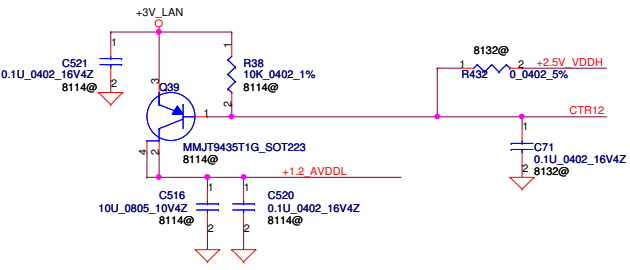 +3V_LAN
1
C521
0.1U_0402_16V4Z
2
8114@
3
Q39
1
R38
10K_0402_1%
2
8114@
1
MMJT9435T1G_SOT223
8114@
4
2
8132@
1
2
+2.5V_VDDH
R432
0_0402_5%
CTR12
1
C71
0.1U_0402_16V4Z
2
8132@
+1.2_AVDDL
C516
1
10U_0805_10V4Z
8114@
2
1
C520
0.1U_0402_16V4Z
8114@
2